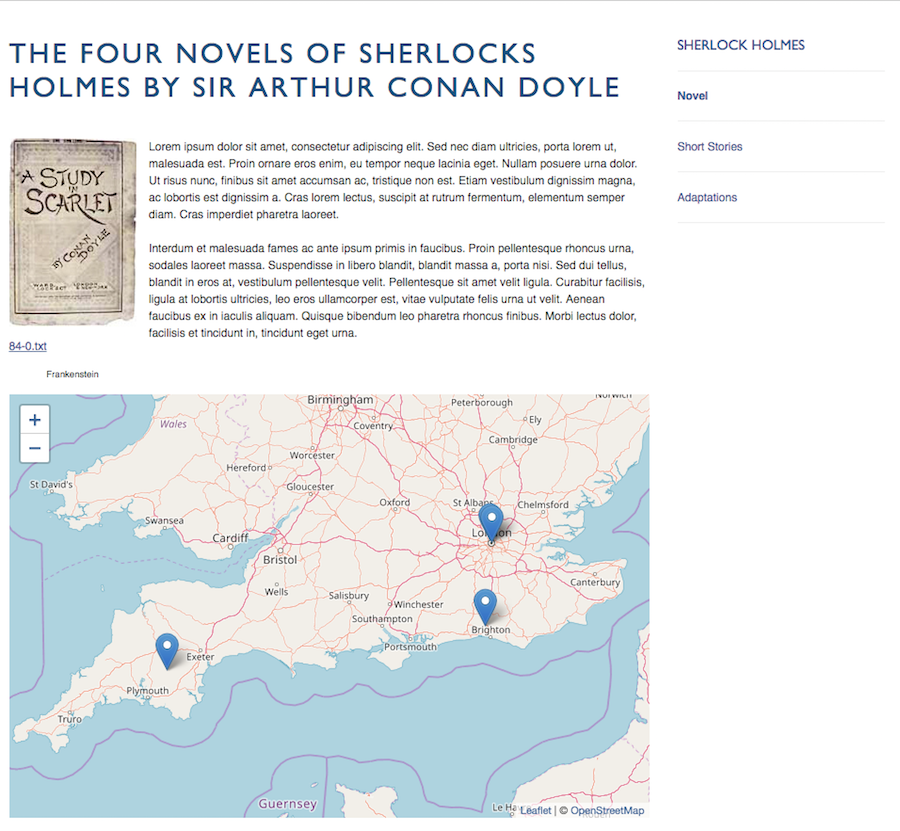 THE FOUR NOVELS OF SHERLOCKS
HOLMES BY SIR ARTHUR CONAN DOYLE
SHERLOCK HOLMES
Novel
Short Stories
Adaptations
A STUDY
IN
SCARLET
BY CONAN
DOYLE
Lorem ipsum dolor sit amet, consectetur adipiscing elit. Sed nec diam ultricies, porta lorem ut,
malesuada est. Proin ornare eros enim, eu tempor neque lacinia eget. Nullam posuere urna dolor.
Ut risus nunc, finibus sit amet accumsan ac, tristique non est. Etiam vestibulum dignissim magna,
ac lobortis est dignissim a. Cras lorem lectus, suscipit at rutrum fermentum, elementum semper
diam. Cras imperdiet pharetra laoreet.
Interdum et malesuada fames ac ante ipsum primis in faucibus. Proin pellentesque rhoncus urna,
sodales laoreet massa. Suspendisse in libero blandit, blandit massa a, porta nisi. Sed dui tellus,
blandit in eros at, vestibulum pellentesque velit. Pellentesque sit amet velit ligula. Curabitur facilisis,
ligula at lobortis ultricies, leo eros ullamcorper est, vitae vulputate felis urna ut velit. Aenean
faucibus ex in iaculis aliquam. Quisque bibendum leo pharetra rhoncus finibus. Morbi lectus dolor,
facilisis et tincidunt in, tincidunt eget urna.
84-0.txt
Frankenstein
+
−
Birmingham
Peterborough
Norwich
Wales
Coventry
Ely
Cambridge
Worcester
Hereford
St David's
Gloucester
Oxford
St Albans
Chelmsford
Swansea
Cardiff
London
Bristol
Canterbury
Wells
Salisbury
Winchester
Southampton
Brighton
Portsmouth
Exeter
Plymouth
Truro
Guernsey
Le Ha
Leaflet | © OpenStreetMap